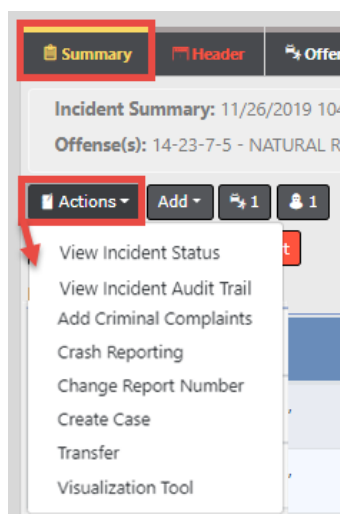 Summary Header Offe
Incident Summary: 11/26/2019 104
Offense(s): 14-23-7-5 - NATURAL R
Actions Add 1 1
t
View Incident Status
View Incident Audit Trail
Add Criminal Complaints
Crash Reporting
Change Report Number
Create Case
Transfer
Visualization Tool